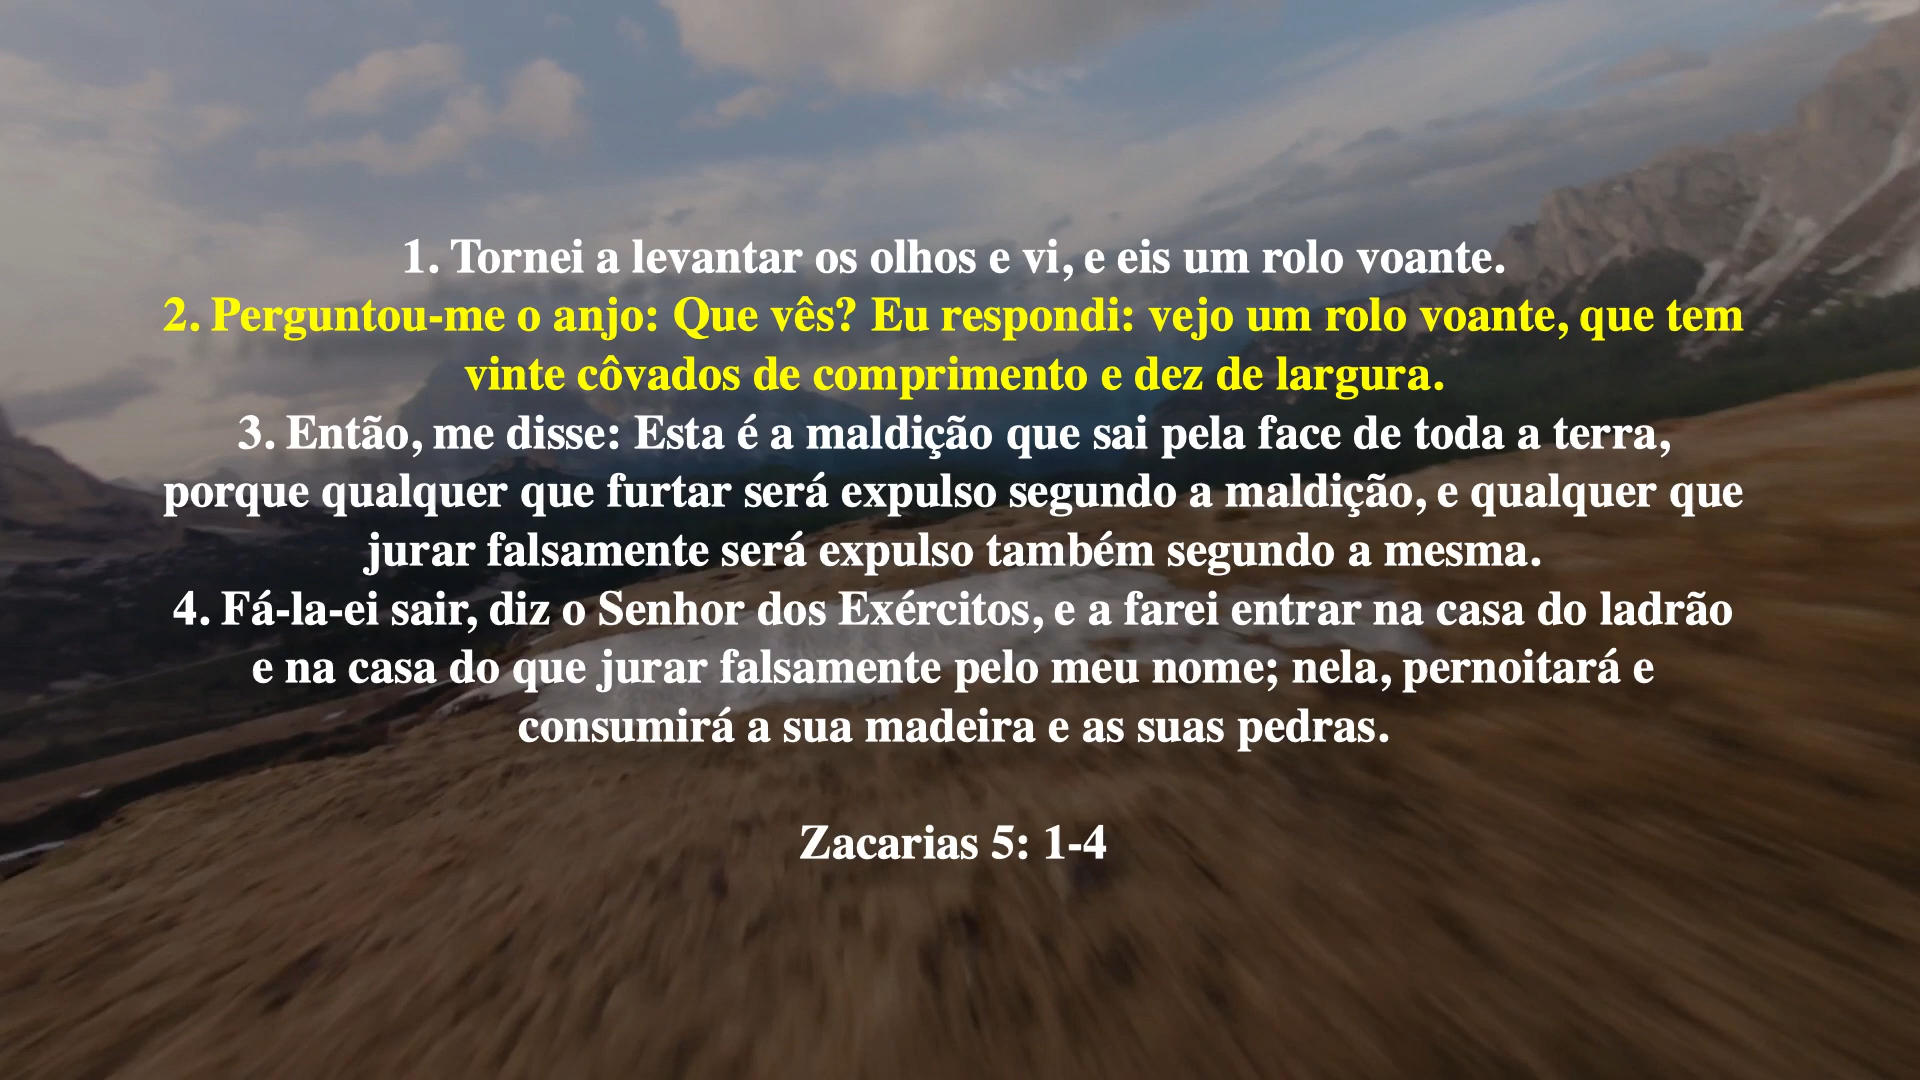 1. Tornei a levantar os olhos e vi, e eis um rolo voante.
2. Perguntou-me o anjo: Que vês? Eu respondi: vejo um rolo voante, que tem
vinte côvados de comprimento e dez de largura.
3. Então, me disse: Esta é a maldição que sai pela face de toda a terra,
porque qualquer que furtar será expulso segundo a maldição, e qualquer que
jurar falsamente será expulso também segundo a mesma.
4. Fá-la-ei sair, diz o Senhor dos Exércitos, e a farei entrar na casa do ladrão
e na casa do que jurar falsamente pelo meu nome; nela, pernoitará e
consumirá a sua madeira e as suas pedras.
Zacarias 5: 1-4